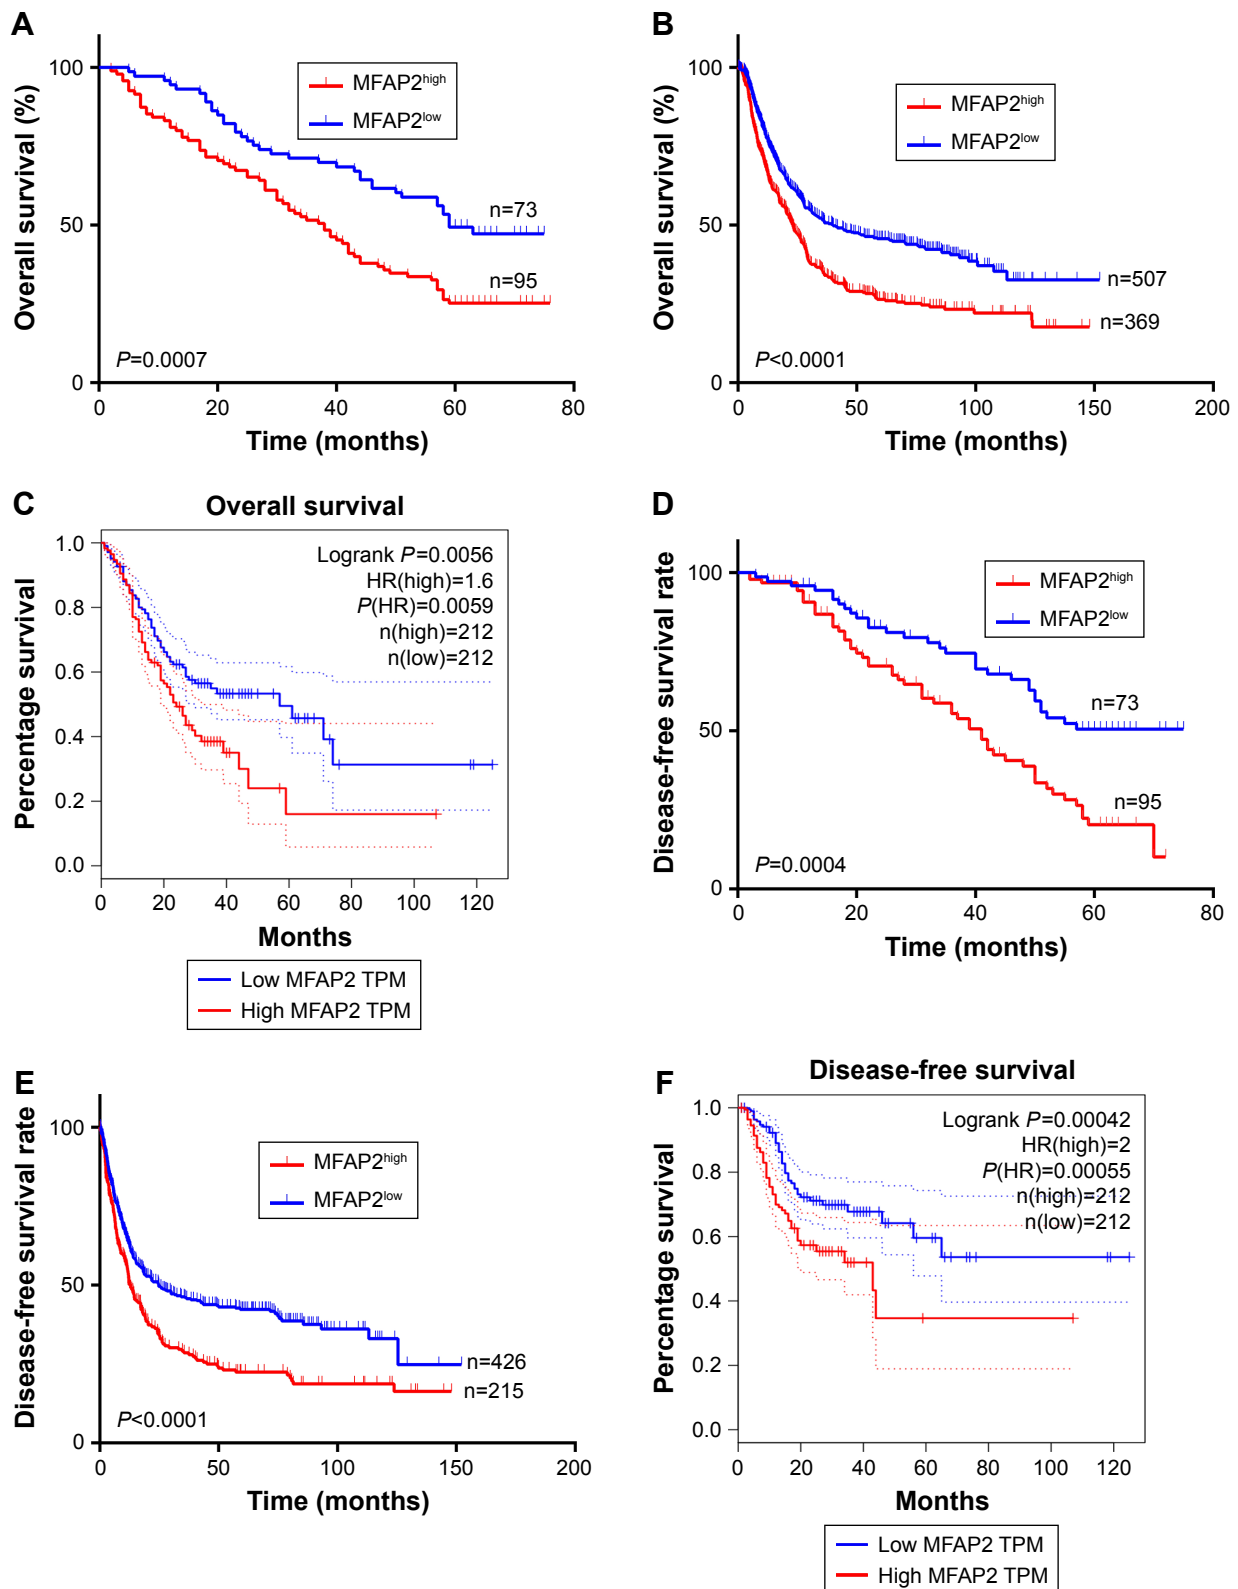 A
Overall survival (%)
100
50
0
MFAP2high
MFAP2low
n=73
n=95
P=0.0007
0 20 40 60 80
Time (months)
B
Overall survival (%)
100
50
0
MFAP2high
MFAP2low
n=507
n=369
P<0.0001
0 50 100 150 200
Time (months)
C
Overall survival
Percentage survival
1.0
0.8
0.6
0.4
0.2
0.0
Logrank P=0.0056
HR(high)=1.6
P(HR)=0.0059
n(high)=212
n(low)=212
0 20 40 60 80 100 120
Months
Low MFAP2 TPM
High MFAP2 TPM
D
Disease-free survival rate
100
50
0
MFAP2high
MFAP2low
n=73
n=95
P=0.0004
0 20 40 60 80
Time (months)
E
Disease-free survival rate
100
50
0
MFAP2high
MFAP2low
n=426
n=215
P<0.0001
0 50 100 150 200
Time (months)
F
Disease-free survival
Percentage survival
1.0
0.8
0.6
0.4
0.2
0.0
Logrank P=0.00042
HR(high)=2
P(HR)=0.00055
n(high)=212
n(low)=212
0 20 40 60 80 100 120
Months
Low MFAP2 TPM
High MFAP2 TPM